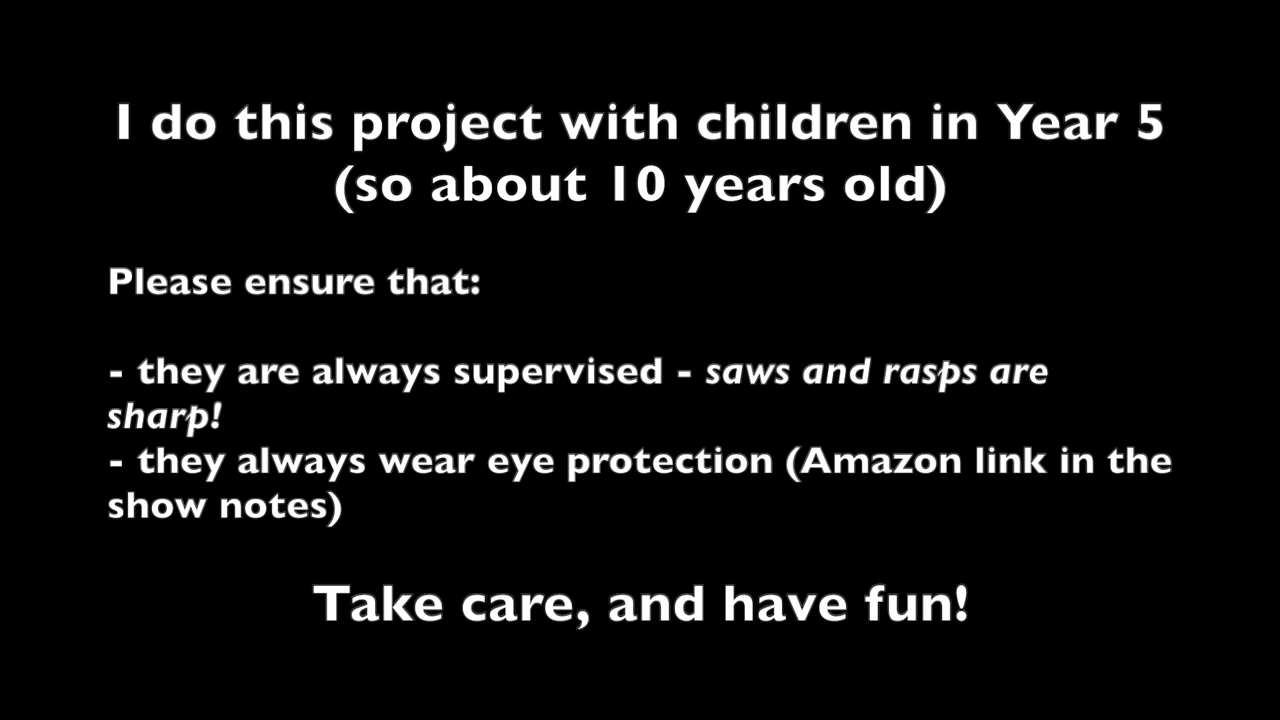 I do this project with children in Year 5
(so about 10 years old)
Please ensure that:
- they are always supervised - saws and rasps are
sharp!
- they always wear eye protection (Amazon link in the
show notes)
Take care, and have fun!